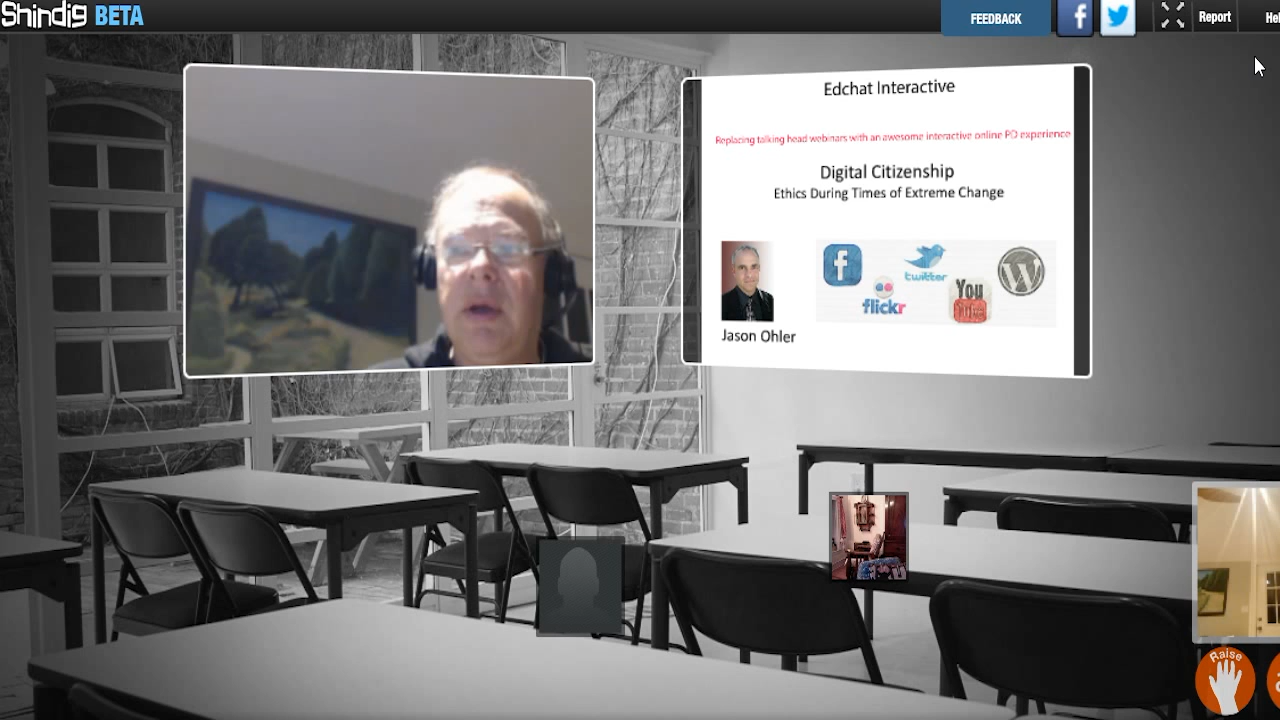 Shindig BETA
FEEDBACK
Report
Edchat Interactive
Replacing talking head webinars with an awesome interactive online PD experience
Digital Citizenship
Ethics During Times of Extreme Change
twitter
flickr
You
Jason Ohler
Raise